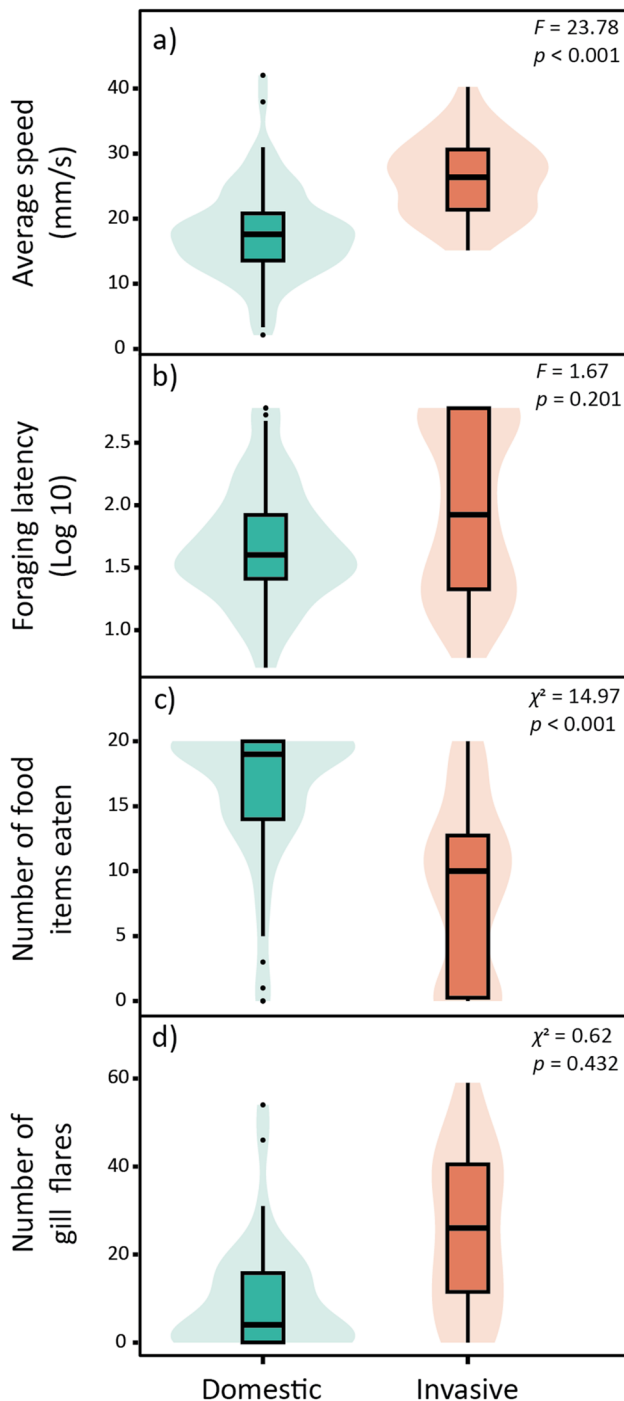 a)
F = 23.78
p < 0.001
Average speed
(mm/s)
40
30
20
10
0
b)
F = 1.67
p = 0.201
Foraging latency
(Log 10)
2.5
2.0
1.5
1.0
c)
χ² = 14.97
p < 0.001
Number of food
items eaten
20
15
10
5
0
d)
χ² = 0.62
p = 0.432
Number of
gill flares
60
40
20
0
Domestic
Invasive